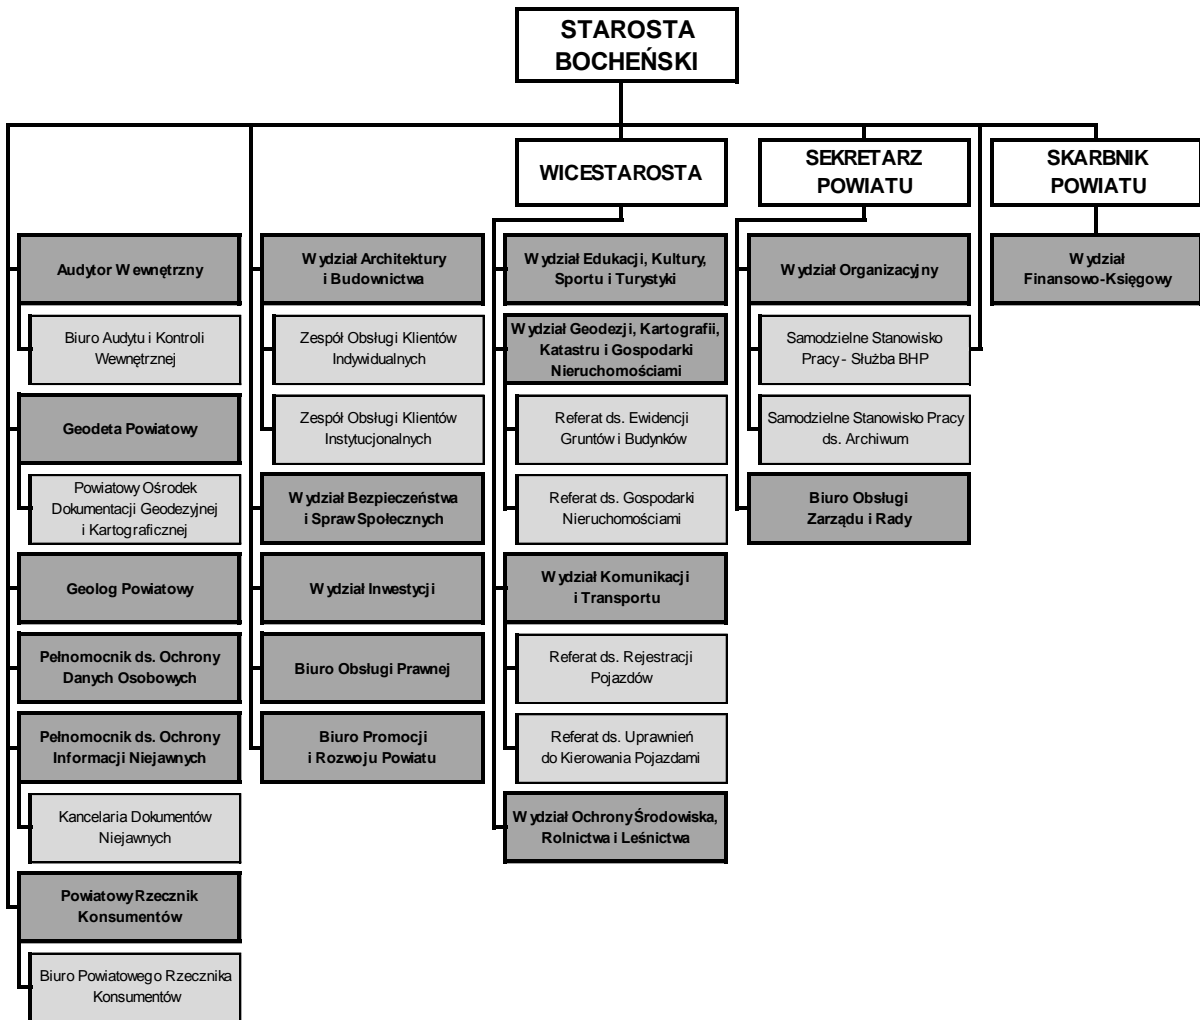 STAROSTA
BOCHEŃSKI
WICESTAROSTA
SEKRETARZ
POWIATU
SKARBNIK
POWIATU
Audytor Wewnętrzny
Biuro Audytu i Kontroli
Wewnętrznej
Geodeta Powiatowy
Powiatowy Ośrodek
Dokumentacji Geodezyjnej
i Kartograficznej
Geolog Powiatowy
Pełnomocnik ds. Ochrony
Danych Osobowych
Pełnomocnik ds. Ochrony
Informacji Niejawnych
Kancelaria Dokumentów
Niejawnych
Powiatowy Rzecznik
Konsumentów
Biuro Powiatowego Rzecznika
Konsumentów
Wydział Architektury
i Budownictwa
Zespół Obsługi Klientów
Indywidualnych
Zespół Obsługi Klientów
Instytucjonalnych
Wydział Bezpieczeństwa
i Spraw Społecznych
Wydział Inwestycji
Biuro Obsługi Prawnej
Biuro Promocji
i Rozwoju Powiatu
Wydział Edukacji, Kultury,
Sportu i Turystyki
Wydział Geodezji, Kartografii,
Katastru i Gospodarki
Nieruchomościami
Referat ds. Ewidencji
Gruntów i Budynków
Referat ds. Gospodarki
Nieruchomościami
Wydział Komunikacji
i Transportu
Referat ds. Rejestracji
Pojazdów
Referat ds. Uprawnień
do Kierowania Pojazdami
Wydział Ochrony Środowiska,
Rolnictwa i Leśnictwa
Wydział Organizacyjny
Samodzielne Stanowisko
Pracy - Służba BHP
Samodzielne Stanowisko Pracy
ds. Archiwum
Biuro Obsługi
Zarządu i Rady
Wydział
Finansowo-Księgowy